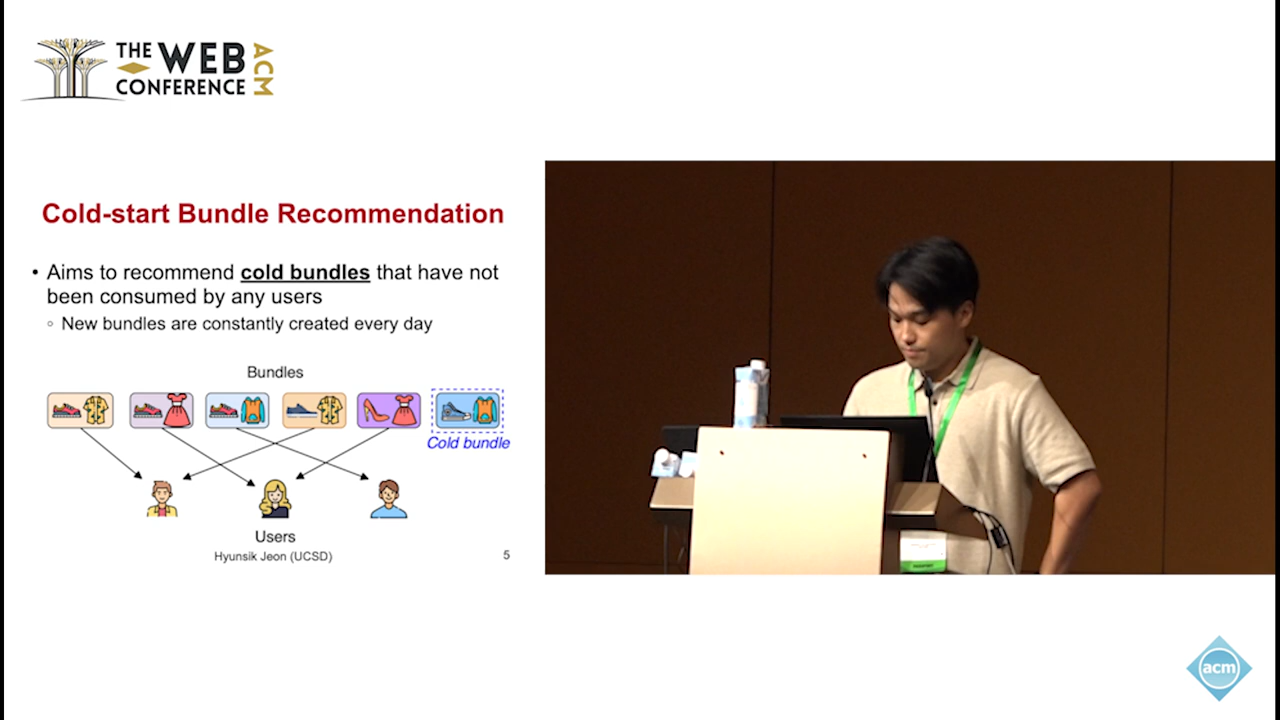 THE WEB
CONFERENCE
ACM
Cold-start Bundle Recommendation
• Aims to recommend cold bundles that have not
been consumed by any users
◦ New bundles are constantly created every day
Bundles
Cold bundle
Users
Hyunsik Jeon (UCSD)
5
acm